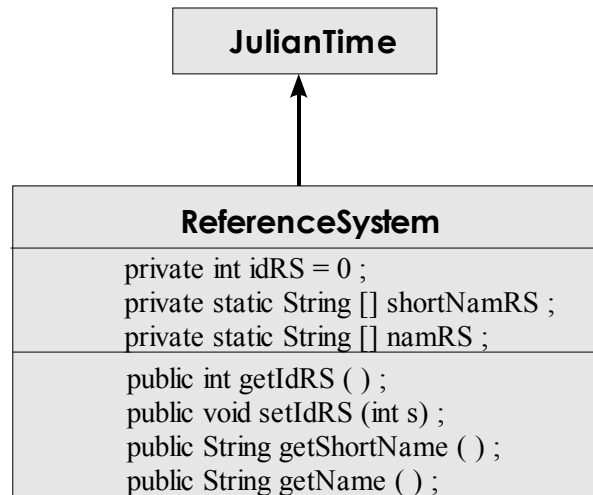 JulianTime
ReferenceSystem
private int idRS = 0 ;
private static String [] shortNamRS ;
private static String [] namRS ;
public int getIdRS ( ) ;
public void setIdRS (int s) ;
public String getShortName ( ) ;
public String getName ( ) ;